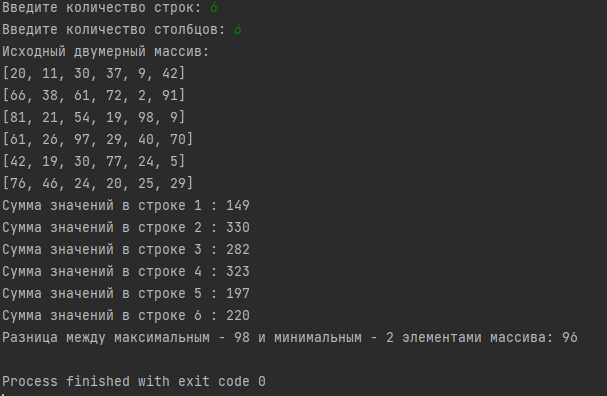 Введите количество строк: 6
Введите количество столбцов: 6
Исходный двумерный массив:
[20, 11, 30, 37, 9, 42]
[66, 38, 61, 72, 2, 91]
[81, 21, 54, 19, 98, 9]
[61, 26, 97, 29, 40, 70]
[42, 19, 30, 77, 24, 5]
[76, 46, 24, 20, 25, 29]
Сумма значений в строке 1 : 149
Сумма значений в строке 2 : 330
Сумма значений в строке 3 : 282
Сумма значений в строке 4 : 323
Сумма значений в строке 5 : 197
Сумма значений в строке 6 : 220
Разница между максимальным - 98 и минимальным - 2 элементами массива: 96
Process finished with exit code 0